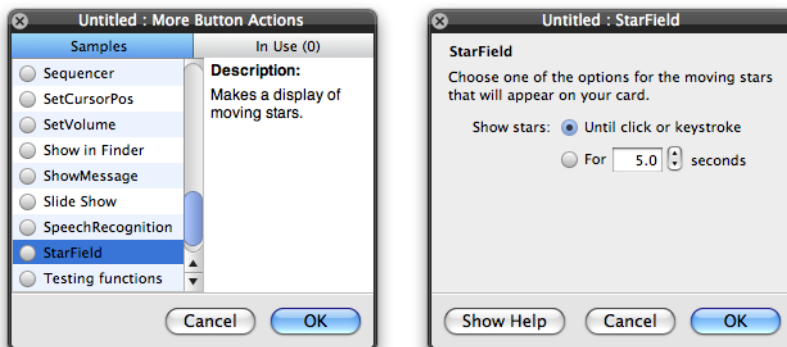 Untitled : More Button Actions
Samples
In Use (0)
Sequencer
SetCursorPos
SetVolume
Show in Finder
ShowMessage
Slide Show
SpeechRecognition
StarField
Testing functions
Description:
Makes a display of
moving stars.
Cancel
OK
Untitled : StarField
StarField
Choose one of the options for the moving stars
that will appear on your card.
Show stars: Until click or keystroke
For 5.0 seconds
Show Help
Cancel
OK